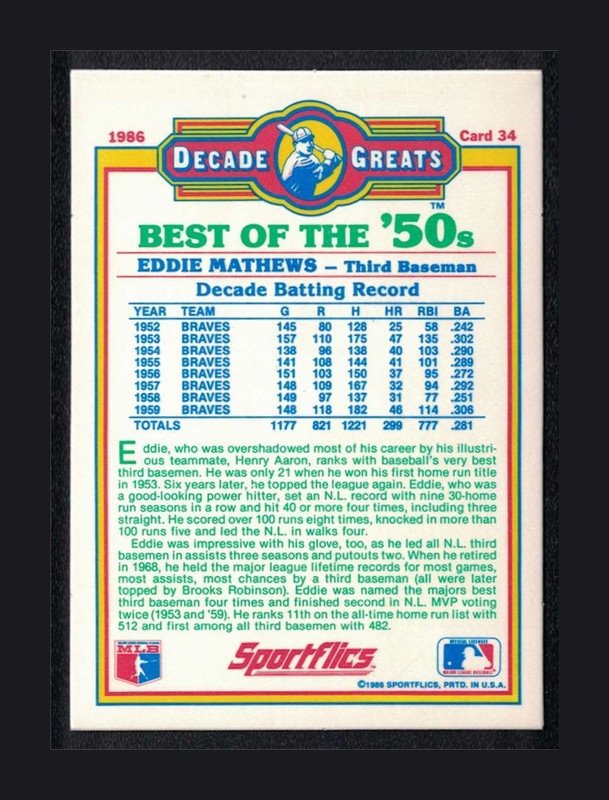 1986
Card 34
DECADE GREATS
TM
BEST OF THE '50s
EDDIE MATHEWS – Third Baseman
Decade Batting Record
YEAR TEAM G R H HR RBI BA
1952 BRAVES 145 80 128 25 58 .242
1953 BRAVES 157 110 175 47 135 .302
1954 BRAVES 138 96 138 40 103 .290
1955 BRAVES 141 108 144 41 101 .289
1956 BRAVES 151 103 150 37 95 .272
1957 BRAVES 148 109 167 32 94 .292
1958 BRAVES 149 97 137 31 77 .251
1959 BRAVES 148 118 182 46 114 .306
TOTALS 1177 821 1221 299 777 .281
Eddie, who was overshadowed most of his career by his illustri-
ous teammate, Henry Aaron, ranks with baseball's very best
third basemen. He was only 21 when he won his first home run title
in 1953. Six years later, he topped the league again. Eddie, who was
a good-looking power hitter, set an N.L. record with nine 30-home
run seasons in a row and hit 40 or more four times, including three
straight. He scored over 100 runs eight times, knocked in more than
100 runs five and led the N.L. in walks four.
Eddie was impressive with his glove, too, as he led all N.L. third
basemen in assists three seasons and putouts two. When he retired
in 1968, he held the major league lifetime records for most games,
most assists, most chances by a third baseman (all were later
topped by Brooks Robinson). Eddie was named the majors best
third baseman four times and finished second in N.L. MVP voting
twice (1953 and '59). He ranks 11th on the all-time home run list with
512 and first among all third basemen with 482.
MLB
Sportflics
OFFICIAL LICENSEE
MAJOR LEAGUE BASEBALL
©1986 SPORTFLICS, PRTD. IN U.S.A.